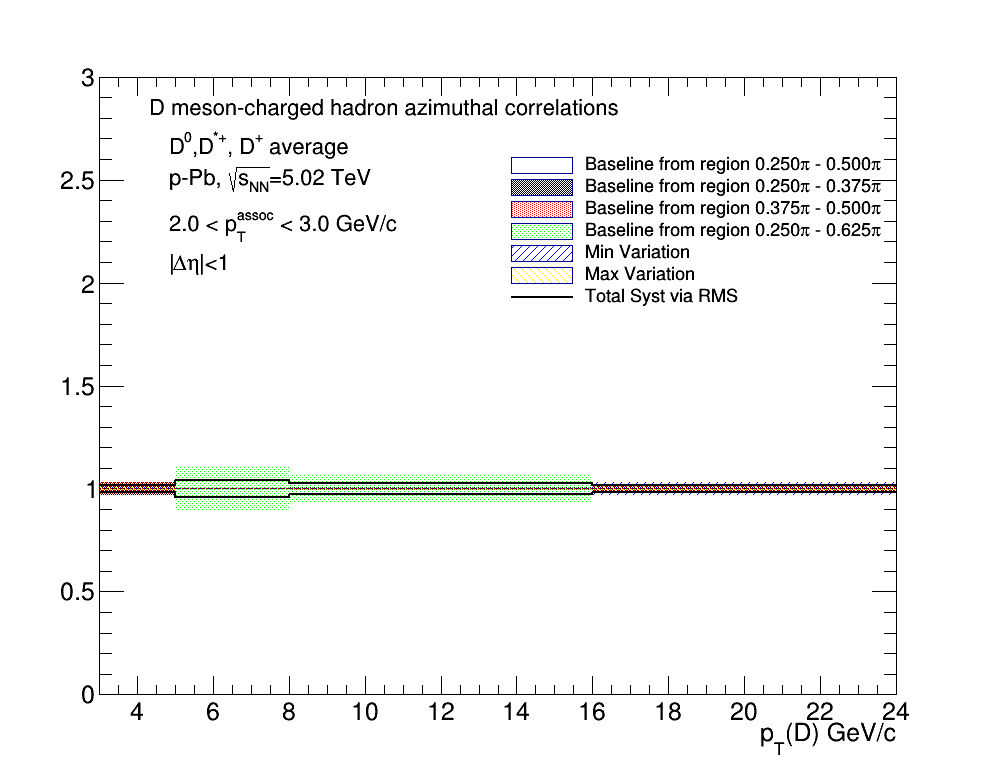 D meson-charged hadron azimuthal correlations
D⁰,D*⁺, D⁺ average
p-Pb, √sNN=5.02 TeV
2.0 < pTassoc < 3.0 GeV/c
|Δη|<1
Baseline from region 0.250π - 0.500π
Baseline from region 0.250π - 0.375π
Baseline from region 0.375π - 0.500π
Baseline from region 0.250π - 0.625π
Min Variation
Max Variation
Total Syst via RMS
3
2.5
2
1.5
1
0.5
0
4 6 8 10 12 14 16 18 20 22 24
pT(D) GeV/c